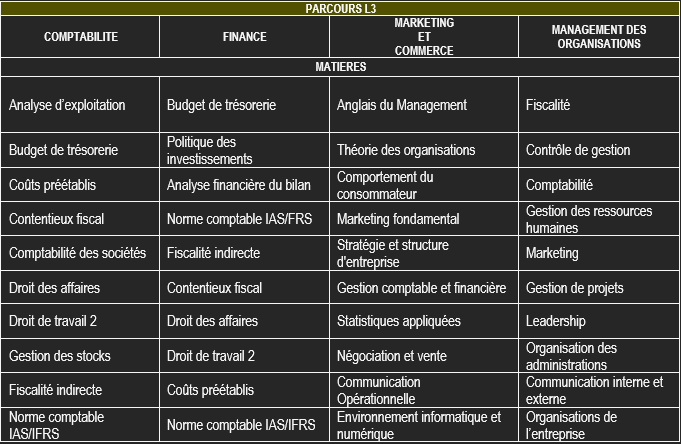 PARCOURS L3
COMPTABILITE
FINANCE
MARKETING
ET
COMMERCE
MANAGEMENT DES
ORGANISATIONS
MATIERES
Analyse d'exploitation
Budget de trésorerie
Anglais du Management
Fiscalité
Budget de trésorerie
Politique des
investissements
Théorie des organisations
Contrôle de gestion
Coûts préétablis
Analyse financière du bilan
Comportement du
consommateur
Comptabilité
Contentieux fiscal
Norme comptable IAS/FRS
Marketing fondamental
Gestion des ressources
humaines
Comptabilité des sociétés
Fiscalité indirecte
Stratégie et structure
d'entreprise
Marketing
Droit des affaires
Contentieux fiscal
Gestion comptable et financière
Gestion de projets
Droit de travail 2
Droit des affaires
Statistiques appliquées
Leadership
Gestion des stocks
Droit de travail 2
Négociation et vente
Organisation des
administrations
Fiscalité indirecte
Coûts préétablis
Communication
Opérationnelle
Communication interne et
externe
Norme comptable
IAS/IFRS
Norme comptable IAS/IFRS
Environnement informatique et
numérique
Organisations de
l'entreprise